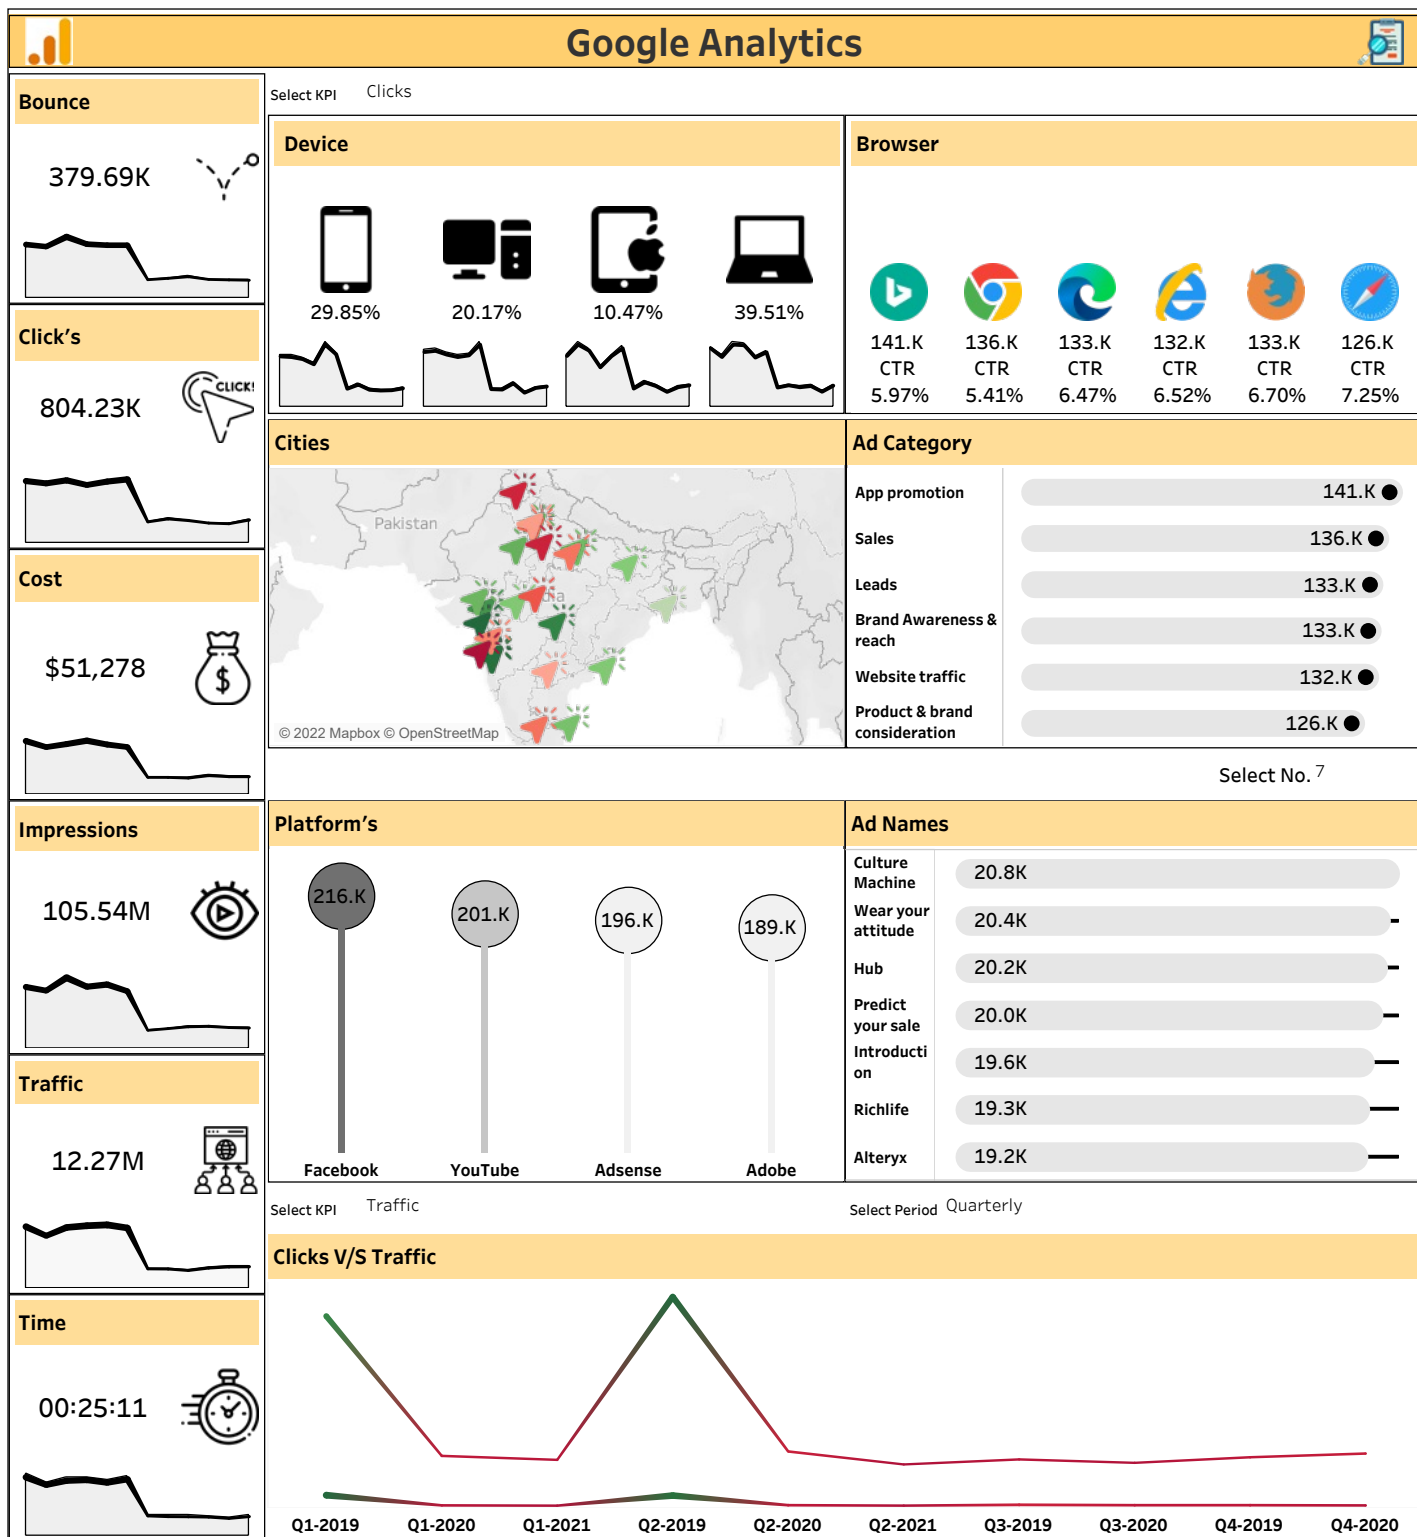 Google Analytics
Bounce
379.69K
Click's
CLICK!
804.23K
Cost
$51,278
$
Impressions
105.54M
Traffic
12.27M
Time
00:25:11
Select KPI Clicks
Device
29.85% 20.17% 10.47% 39.51%
Browser
141.K 136.K 133.K 132.K 133.K 126.K
CTR CTR CTR CTR CTR CTR
5.97% 5.41% 6.47% 6.52% 6.70% 7.25%
Cities
Pakistan
© 2022 Mapbox © OpenStreetMap
Ad Category
App promotion 141.K
Sales 136.K
Leads 133.K
Brand Awareness &
reach 133.K
Website traffic 132.K
Product & brand
consideration 126.K
Select No. 7
Platform's
216.K 201.K 196.K 189.K
Facebook YouTube Adsense Adobe
Ad Names
Culture
Machine 20.8K
Wear your
attitude 20.4K
Hub 20.2K
Predict
your sale 20.0K
Introducti
on 19.6K
Richlife 19.3K
Alteryx 19.2K
Select KPI Traffic
Select Period Quarterly
Clicks V/S Traffic
Q1-2019 Q1-2020 Q1-2021 Q2-2019 Q2-2020 Q2-2021 Q3-2019 Q3-2020 Q4-2019 Q4-2020